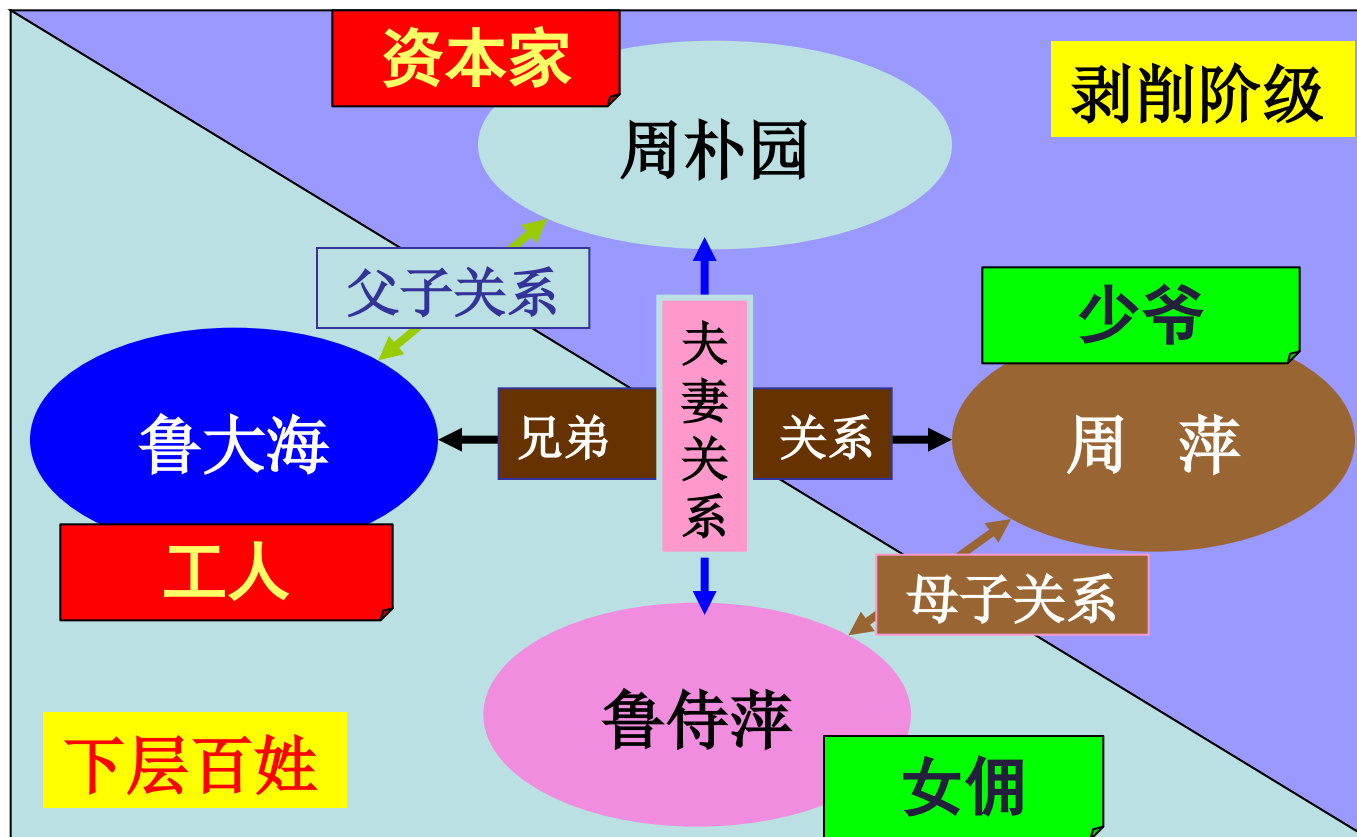 资本家
剥削阶级
周朴园
父子关系
少爷
夫妻关系
鲁大海
兄弟
关系
周 萍
工人
母子关系
鲁侍萍
下层百姓
女佣